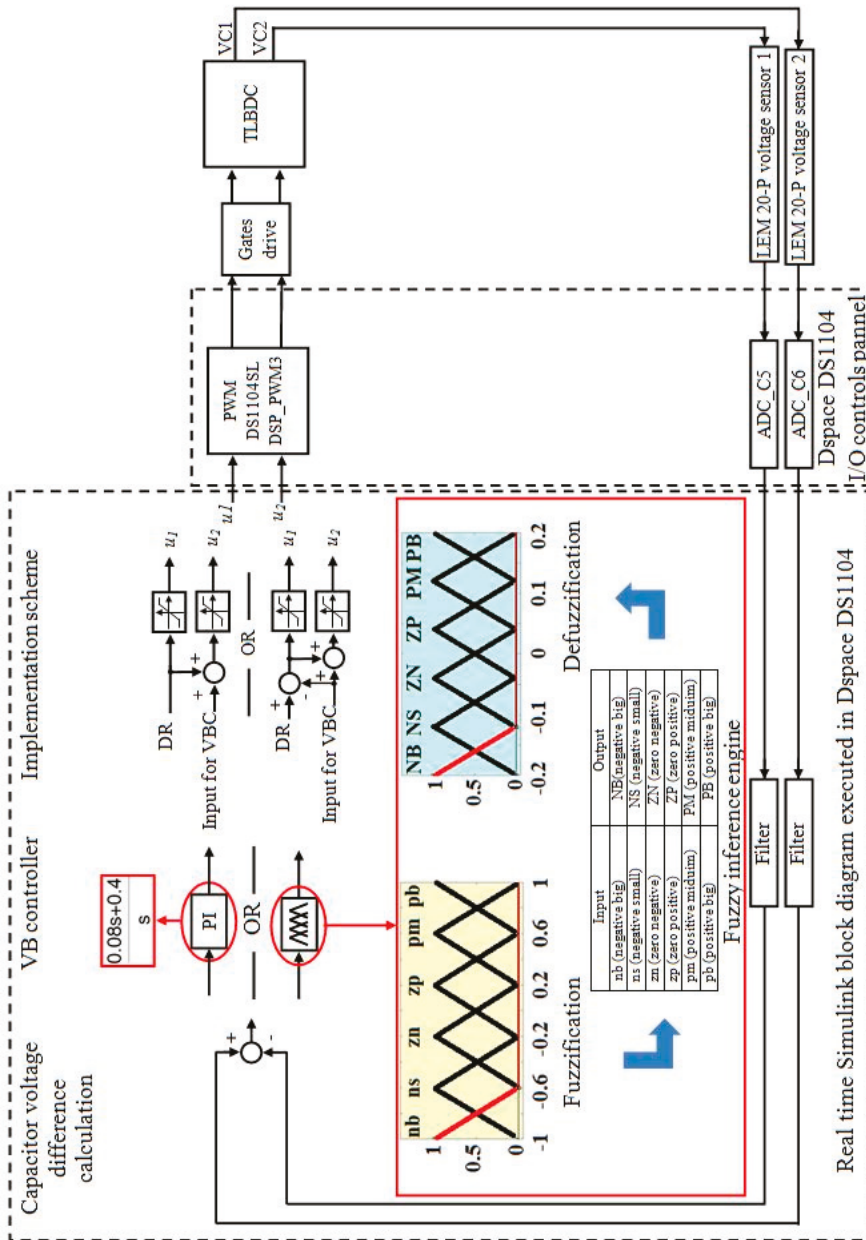 Capacitor voltage
difference
calculation
VB controller
Implementation scheme
0.08s+0.4
s
PI
OR
DR
Input for VBC
+
+
u1
u2
OR
DR
Input for VBC
+
-
+
+
u1
u2
u1
u2
+
-
PWM
DS1104SL
DSP_PWM3
Gates
drive
TLBDC
VC1
VC2
nb ns zn zp pm pb
1
0.5
0
-1 -0.6 -0.2 0.2 0.6 1
Fuzzification
NB NS ZN ZP PM PB
1
0.5
0
-0.2 -0.1 0 0.1 0.2
Defuzzification
Input Output
nb (negative big) NB(negative big)
ns (negative small) NS (negative small)
zn (zero negative) ZN (zero negative)
zp (zero positive) ZP (zero positive)
pm (positive miduim) PM (positive miduim)
pb (positive big) PB (positive big)
Fuzzy inference engine
Filter
ADC_C5
LEM 20-P voltage sensor 1
Filter
ADC_C6
LEM 20-P voltage sensor 2
Real time Simulink block diagram executed in Dspace DS1104
Dspace DS1104
I/O controls pannel